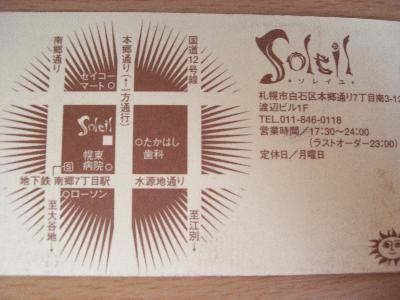 Soleil
・ソレイユ・
札幌市白石区本郷通り7丁目南3-12
渡辺ビル1F
TEL.011-846-0118
営業時間／17:30〜24:00
(ラストオーダー23:00)
定休日／月曜日
南郷通り
本郷通り(↑一方通行)
国道12号線
セイコーマート○
Soleil
幌東病院○
○たかはし歯科
S
地下鉄 南郷7丁目駅
水源地通り
○ローソン
至大谷地
至江別